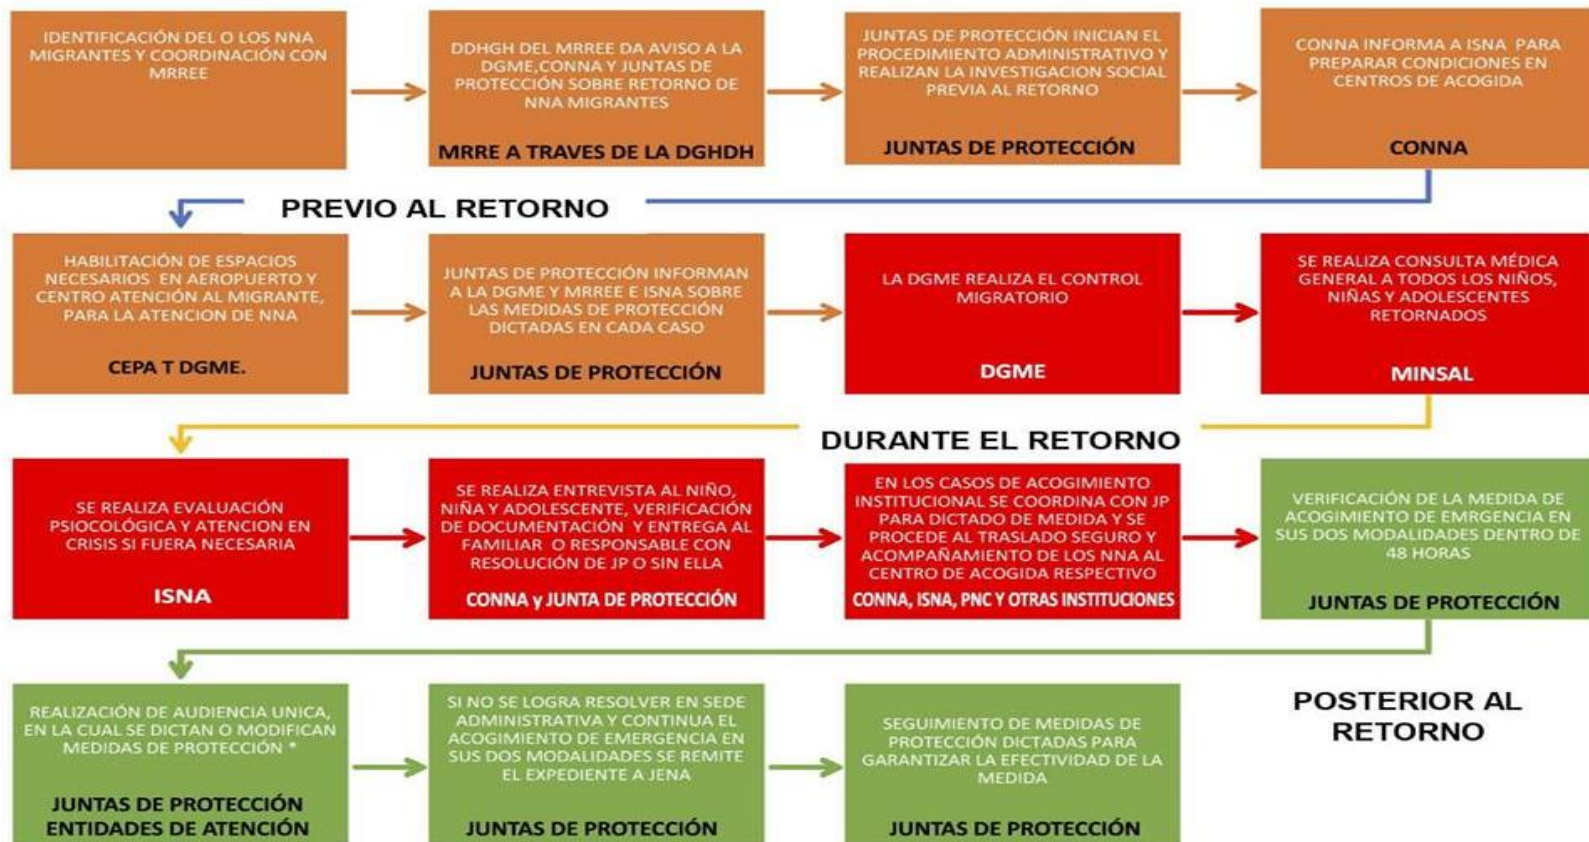 IDENTIFICACIÓN DEL O LOS NNA
MIGRANTES Y COORDINACIÓN CON
MRREE
DDHGH DEL MRREE DA AVISO A LA
DGME,CONNA Y JUNTAS DE
PROTECCIÓN SOBRE RETORNO DE
NNA MIGRANTES
MRRE A TRAVES DE LA DGHDH
JUNTAS DE PROTECCIÓN INICIAN EL
PROCEDIMIENTO ADMINISTRATIVO Y
REALIZAN LA INVESTIGACION SOCIAL
PREVIA AL RETORNO
JUNTAS DE PROTECCIÓN
CONNA INFORMA A ISNA PARA
PREPARAR CONDICIONES EN
CENTROS DE ACOGIDA
CONNA
PREVIO AL RETORNO
HABILITACIÓN DE ESPACIOS
NECESARIOS EN AEROPUERTO Y
CENTRO ATENCIÓN AL MIGRANTE,
PARA LA ATENCION DE NNA
CEPA T DGME.
JUNTAS DE PROTECCIÓN INFORMAN
A LA DGME Y MRREE E ISNA SOBRE
LAS MEDIDAS DE PROTECCIÓN
DICTADAS EN CADA CASO
JUNTAS DE PROTECCIÓN
LA DGME REALIZA EL CONTROL
MIGRATORIO
DGME
SE REALIZA CONSULTA MÉDICA
GENERAL A TODOS LOS NIÑOS,
NIÑAS Y ADOLESCENTES
RETORNADOS
MINSAL
DURANTE EL RETORNO
SE REALIZA EVALUACIÓN
PSIOCOLÓGICA Y ATENCION EN
CRISIS SI FUERA NECESARIA
ISNA
SE REALIZA ENTREVISTA AL NIÑO,
NIÑA Y ADOLESCENTE, VERIFICACIÓN
DE DOCUMENTACIÓN Y ENTREGA AL
FAMILIAR O RESPONSABLE CON
RESOLUCIÓN DE JP O SIN ELLA
CONNA y JUNTA DE PROTECCIÓN
EN LOS CASOS DE ACOGIMIENTO
INSTITUCIONAL SE COORDINA CON JP
PARA DICTADO DE MEDIDA Y SE
PROCEDE AL TRASLADO SEGURO Y
ACOMPAÑAMIENTO DE LOS NNA AL
CENTRO DE ACOGIDA RESPECTIVO
CONNA, ISNA, PNC Y OTRAS INSTITUCIONES
VERIFICACIÓN DE LA MEDIDA DE
ACOGIMIENTO DE EMRGENCIA EN
SUS DOS MODALIDADES DENTRO DE
48 HORAS
JUNTAS DE PROTECCIÓN
REALIZACIÓN DE AUDIENCIA UNICA,
EN LA CUAL SE DICTAN O MODIFICAN
MEDIDAS DE PROTECCIÓN *
JUNTAS DE PROTECCIÓN
ENTIDADES DE ATENCIÓN
SI NO SE LOGRA RESOLVER EN SEDE
ADMINISTRATIVA Y CONTINUA EL
ACOGIMIENTO DE EMERGENCIA EN
SUS DOS MODALIDADES SE REMITE
EL EXPEDIENTE A JENA
JUNTAS DE PROTECCIÓN
SEGUIMIENTO DE MEDIDAS DE
PROTECCIÓN DICTADAS PARA
GARANTIZAR LA EFECTIVIDAD DE LA
MEDIDA
JUNTAS DE PROTECCIÓN
POSTERIOR AL
RETORNO